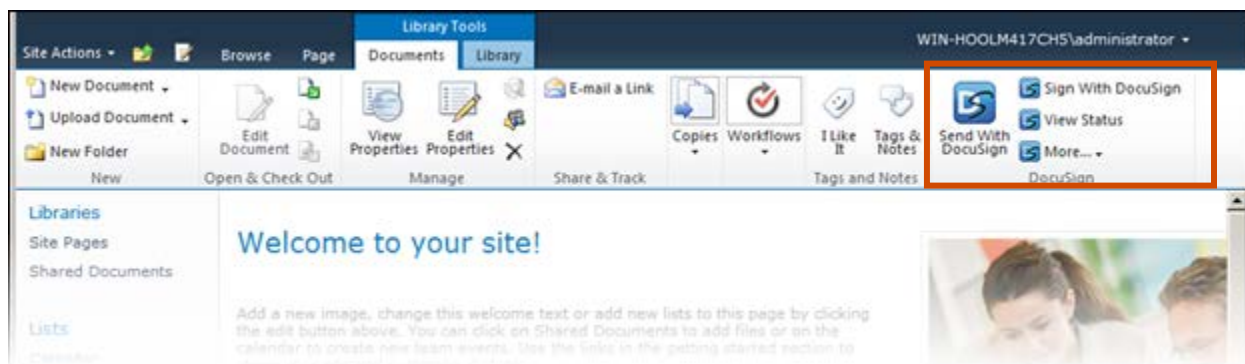 Library Tools
WIN-HOOLM417CH5\administrator
Site Actions
Browse
Page
Documents
Library
New Document
Upload Document
New Folder
New
Edit
Document
Open & Check Out
View
Properties
Edit
Properties
Manage
E-mail a Link
Share & Track
Copies
Workflows
I Like
It
Tags &
Notes
Tags and Notes
Send With
DocuSign
Sign With DocuSign
View Status
More...
DocuSign
Libraries
Site Pages
Shared Documents
Lists
Calendar
Welcome to your site!
Add a new image, change this welcome text or add new lists to this page by clicking
the edit button above. You can click on Shared Documents to add files or on the
calendar to create new team events. Use the links in the getting started section to